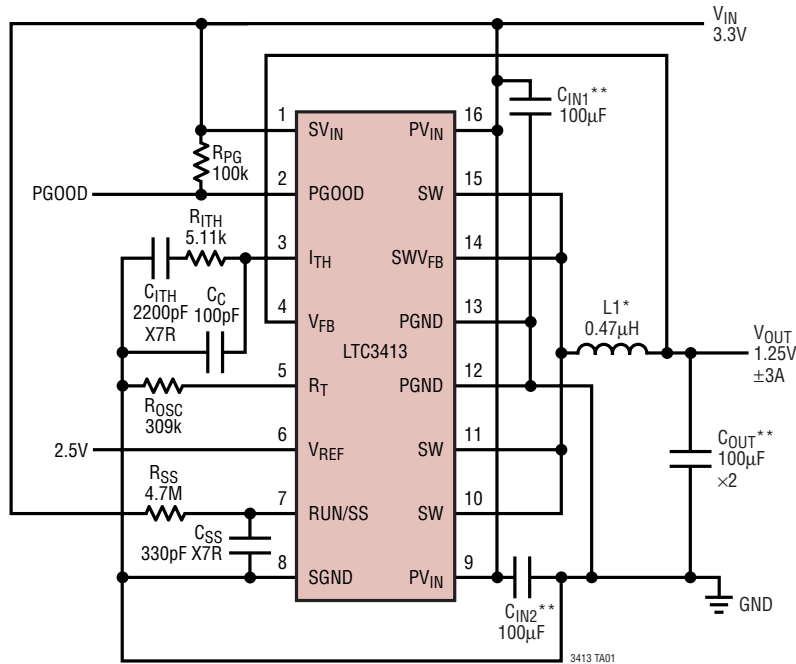 VIN
3.3V
CIN1**
100µF
1
SVIN
PVIN
16
RPG
100k
PGOOD
2
PGOOD
SW
15
RITH
5.11k
3
ITH
SWVFB
14
CITH
2200pF
X7R
CC
100pF
4
VFB
PGND
13
LTC3413
L1*
0.47µH
VOUT
1.25V
±3A
5
RT
PGND
12
ROSC
309k
2.5V
6
VREF
SW
11
COUT**
100µF
×2
RSS
4.7M
7
RUN/SS
SW
10
CSS
330pF X7R
8
SGND
PVIN
9
CIN2**
100µF
GND
3413 TA01